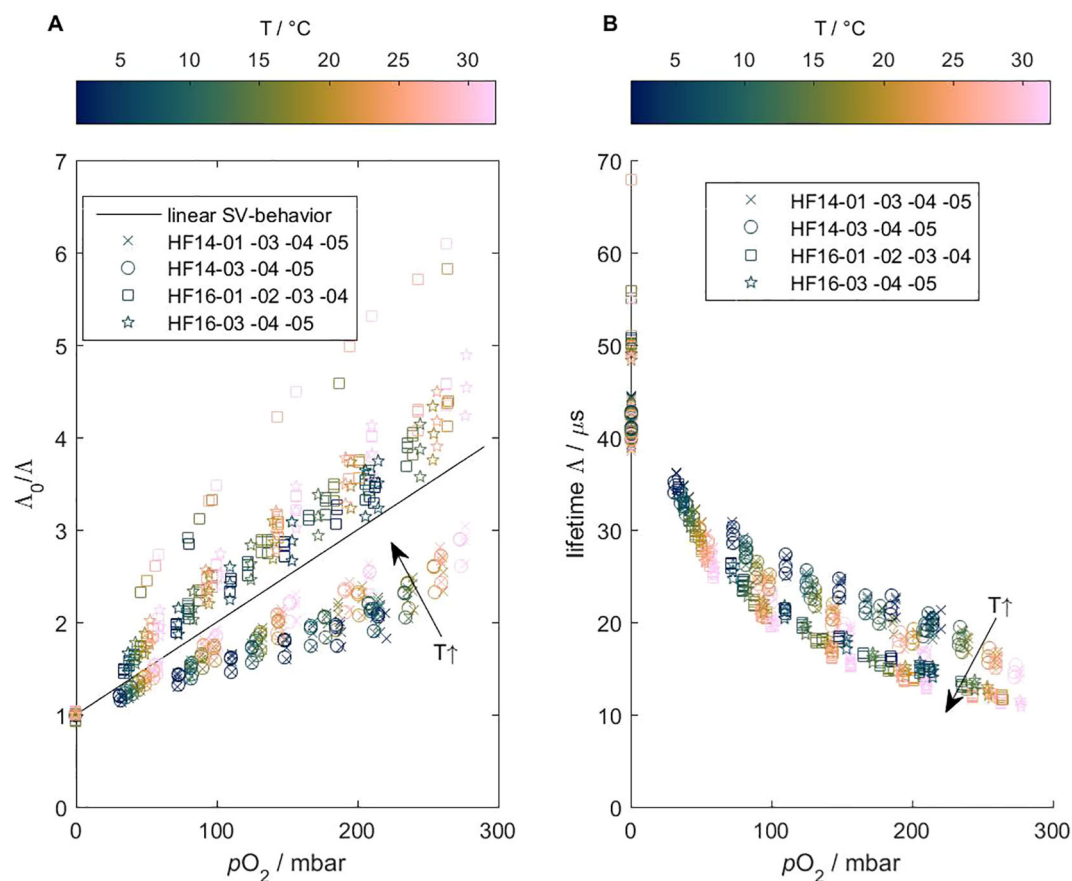 A
T / °C
5 10 15 20 25 30
7
6
5
4
3
2
1
0
Λ0/Λ
linear SV-behavior
HF14-01 -03 -04 -05
HF14-03 -04 -05
HF16-01 -02 -03 -04
HF16-03 -04 -05
T↑
0 100 200 300
pO2 / mbar
B
T / °C
5 10 15 20 25 30
70
60
50
40
30
20
10
0
lifetime Λ / μs
HF14-01 -03 -04 -05
HF14-03 -04 -05
HF16-01 -02 -03 -04
HF16-03 -04 -05
T↑
0 100 200 300
pO2 / mbar